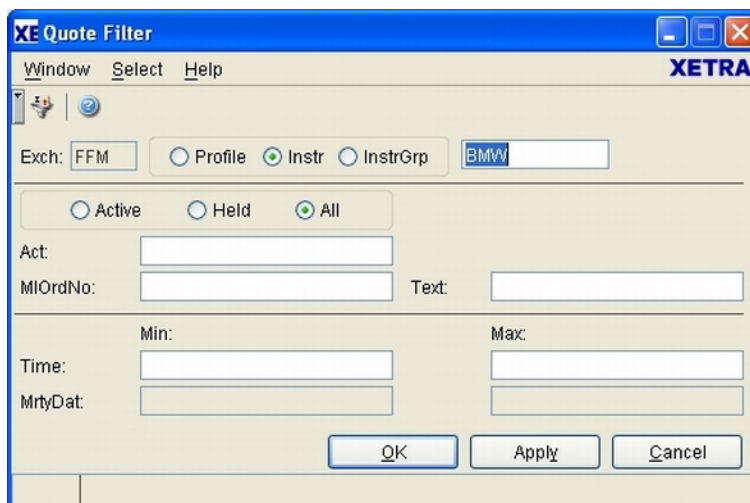 XE Quote Filter
Window Select Help XETRA
Exch: FFM Profile Instr InstrGrp BMW
Active Held All
Act:
MIOrdNo: Text:
Min: Max:
Time:
MrtyDat:
OK Apply Cancel